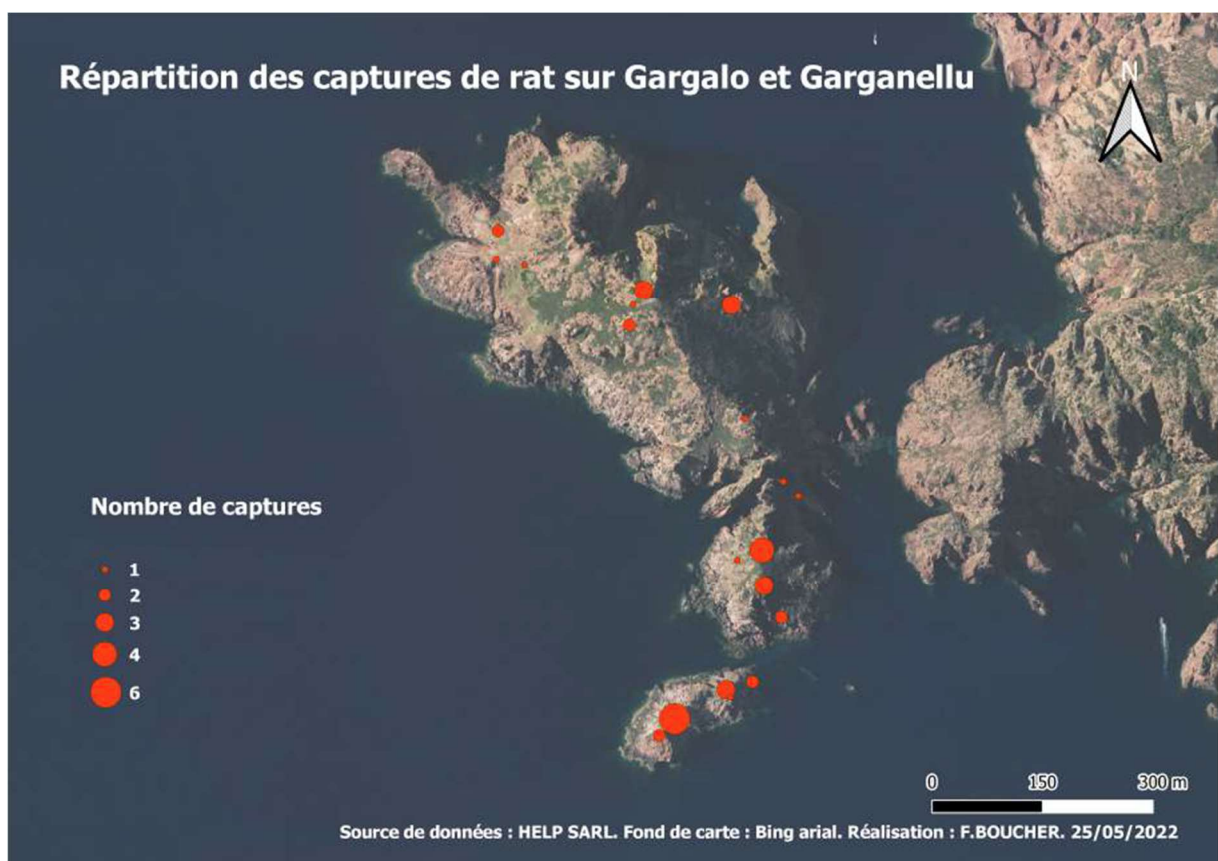 Répartition des captures de rat sur Gargalo et Garganellu
N
Nombre de captures
1
2
3
4
6
0 150 300 m
Source de données : HELP SARL. Fond de carte : Bing arial. Réalisation : F.BOUCHER. 25/05/2022